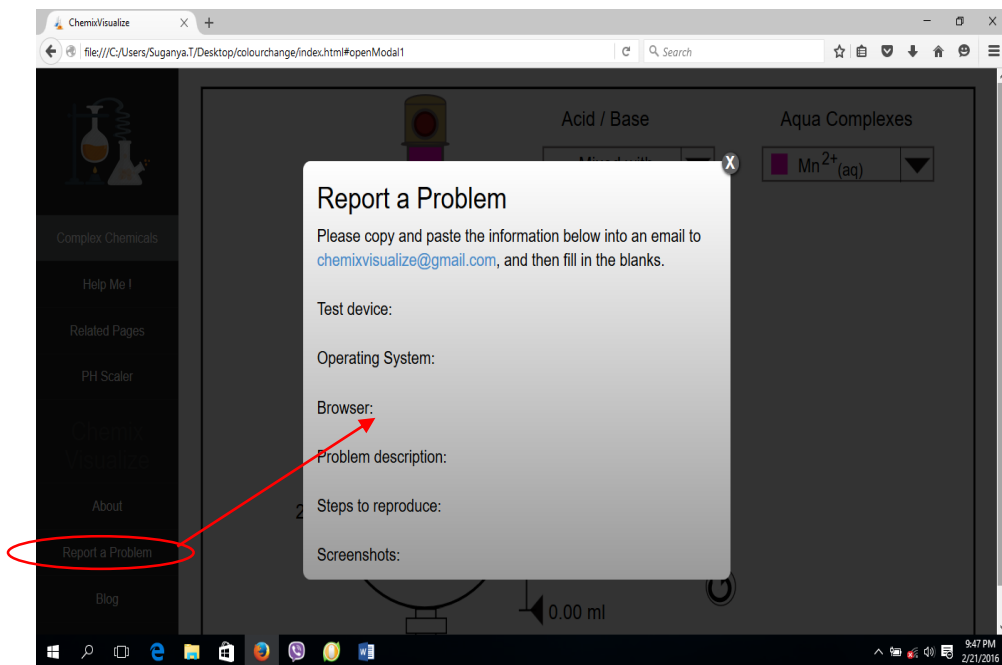 ChemixVisualize
file:///C:/Users/Suganya.T/Desktop/colourchange/index.html#openModal1
Search
Complex Chemicals
Help Me !
Related Pages
PH Scaler
Chemix
Visualize
About
Report a Problem
Blog
Acid / Base
Mixed with
Aqua Complexes
Mn2+(aq)
X
Report a Problem
Please copy and paste the information below into an email to
chemixvisualize@gmail.com, and then fill in the blanks.
Test device:
Operating System:
Browser:
Problem description:
Steps to reproduce:
Screenshots:
2
0.00 ml
9:47 PM
2/21/2016